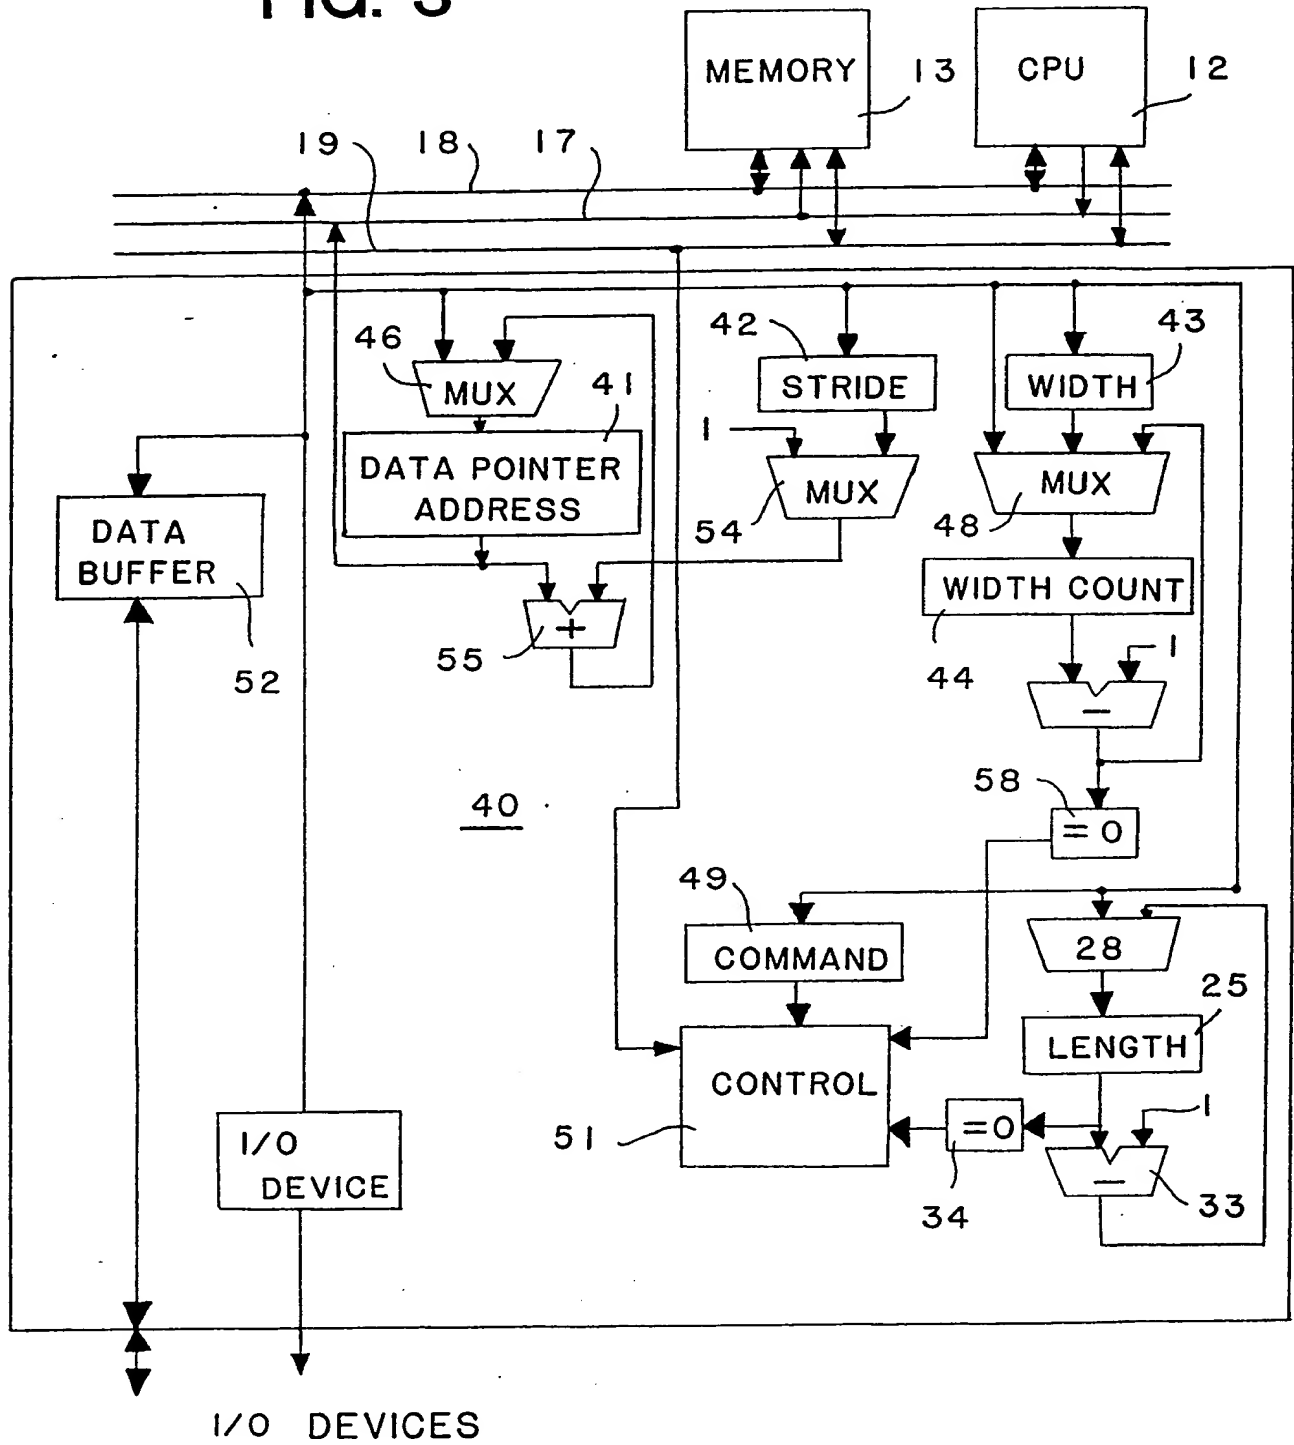 FIG. 3
MEMORY
13
CPU
12
19
18
17
46
MUX
41
DATA POINTER
ADDRESS
42
STRIDE
1
MUX
54
43
WIDTH
MUX
48
WIDTH COUNT
44
1
−
58
= 0
DATA
BUFFER
52
55
+
40
49
COMMAND
28
25
LENGTH
CONTROL
51
=0
34
1
−
33
I/O
DEVICE
I/O DEVICES